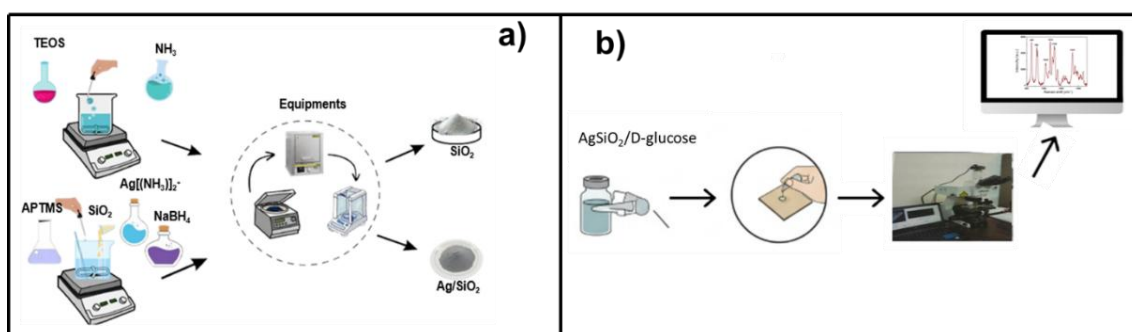 a)
TEOS
NH₃
Equipments
SiO₂
Ag[(NH₃)]₂⁻
APTMS
SiO₂
NaBH₄
Ag/SiO₂
b)
AgSiO₂/D-glucose